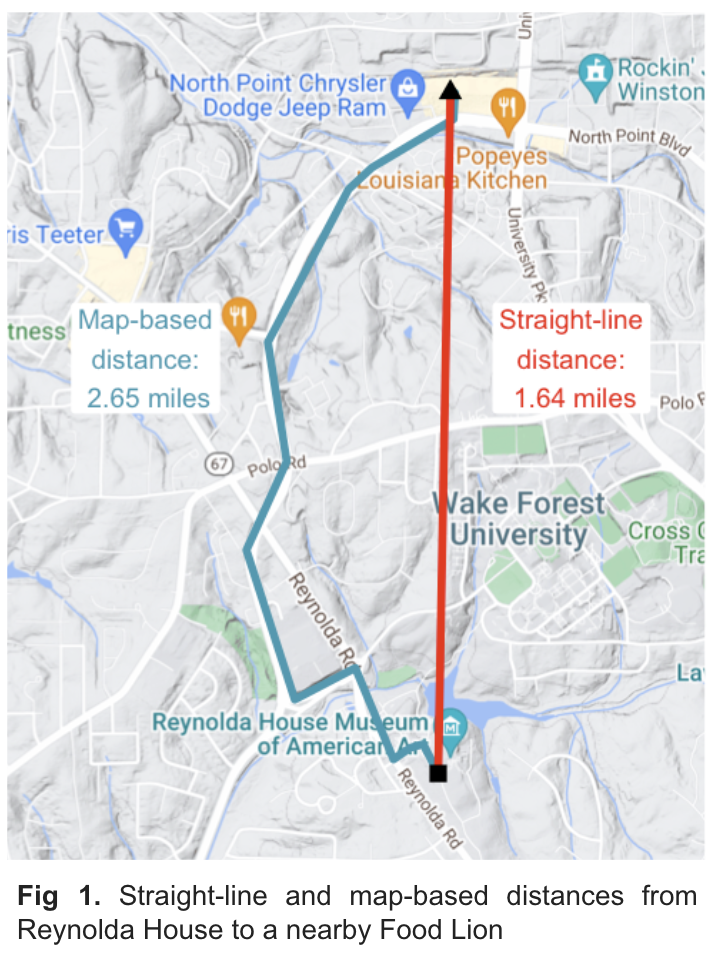 Uni
North Point Chrysler
Dodge Jeep Ram
Rockin'
Winston
North Point Blvd
Popeyes
Louisiana Kitchen
ris Teeter
University Pk
tness
Map-based
distance:
2.65 miles
Straight-line
distance:
1.64 miles
Polo
67
Polo Rd
Wake Forest
University
Cross
Tra
Reynolda Rd
La
Reynolda House Museum
of American Art
M
Reynolda Rd
Fig 1. Straight-line and map-based distances from
Reynolda House to a nearby Food Lion